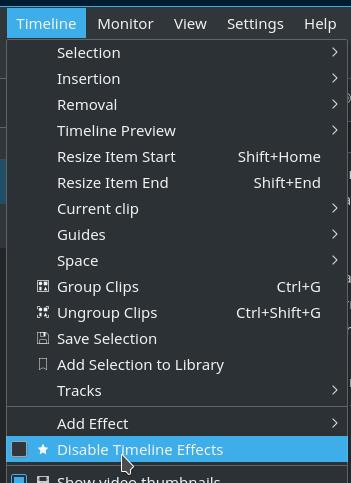 Timeline Monitor View Settings Help
Selection
Insertion
Removal
Timeline Preview
Resize Item Start Shift+Home
Resize Item End Shift+End
Current clip
Guides
Space
Group Clips Ctrl+G
Ungroup Clips Ctrl+Shift+G
Save Selection
Add Selection to Library
Tracks
Add Effect
Disable Timeline Effects
Show video thumbnails